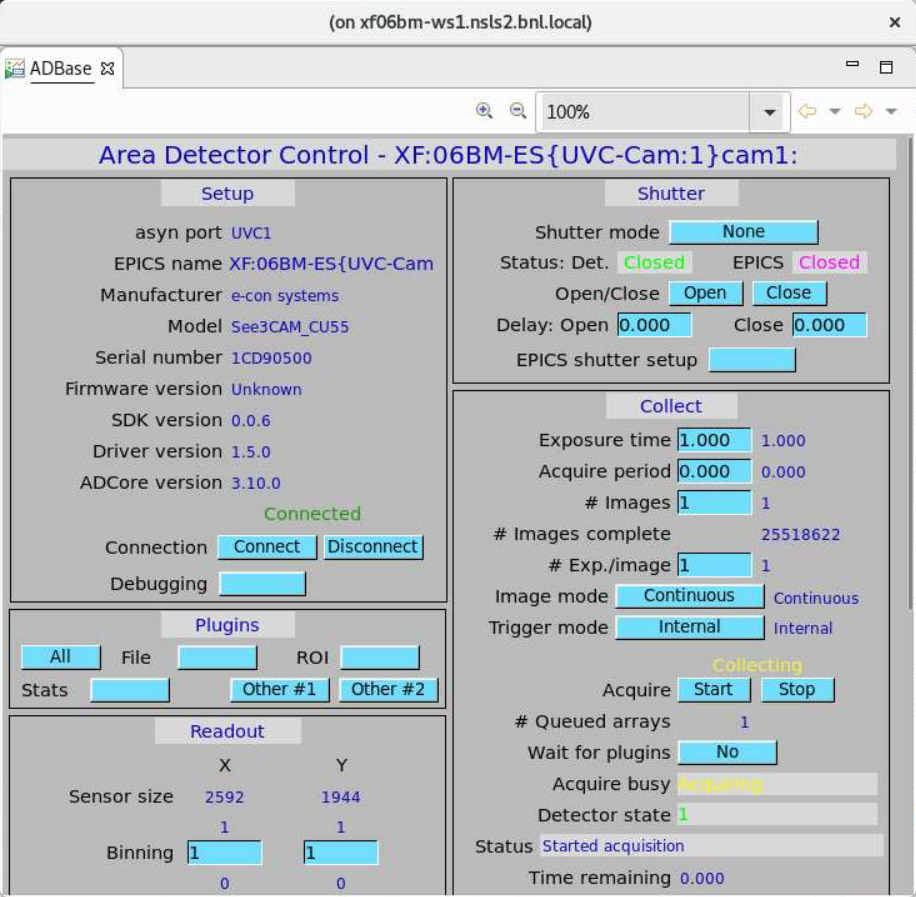 (on xf06bm-ws1.nsls2.bnl.local)
ADBase
100%
Area Detector Control - XF:06BM-ES{UVC-Cam:1}cam1:
Setup
asyn port UVC1
EPICS name XF:06BM-ES{UVC-Cam
Manufacturer e-con systems
Model See3CAM_CU55
Serial number 1CD90500
Firmware version Unknown
SDK version 0.0.6
Driver version 1.5.0
ADCore version 3.10.0
Connected
Connection Connect Disconnect
Debugging
Plugins
All File ROI
Stats Other #1 Other #2
Readout
X Y
Sensor size 2592 1944
1 1
Binning 1 1
0 0
Shutter
Shutter mode None
Status: Det. Closed EPICS Closed
Open/Close Open Close
Delay: Open 0.000 Close 0.000
EPICS shutter setup
Collect
Exposure time 1.000 1.000
Acquire period 0.000 0.000
# Images 1 1
# Images complete 25518622
# Exp./image 1 1
Image mode Continuous Continuous
Trigger mode Internal Internal
Collecting
Acquire Start Stop
# Queued arrays 1
Wait for plugins No
Acquire busy Acquiring
Detector state 1
Status Started acquisition
Time remaining 0.000